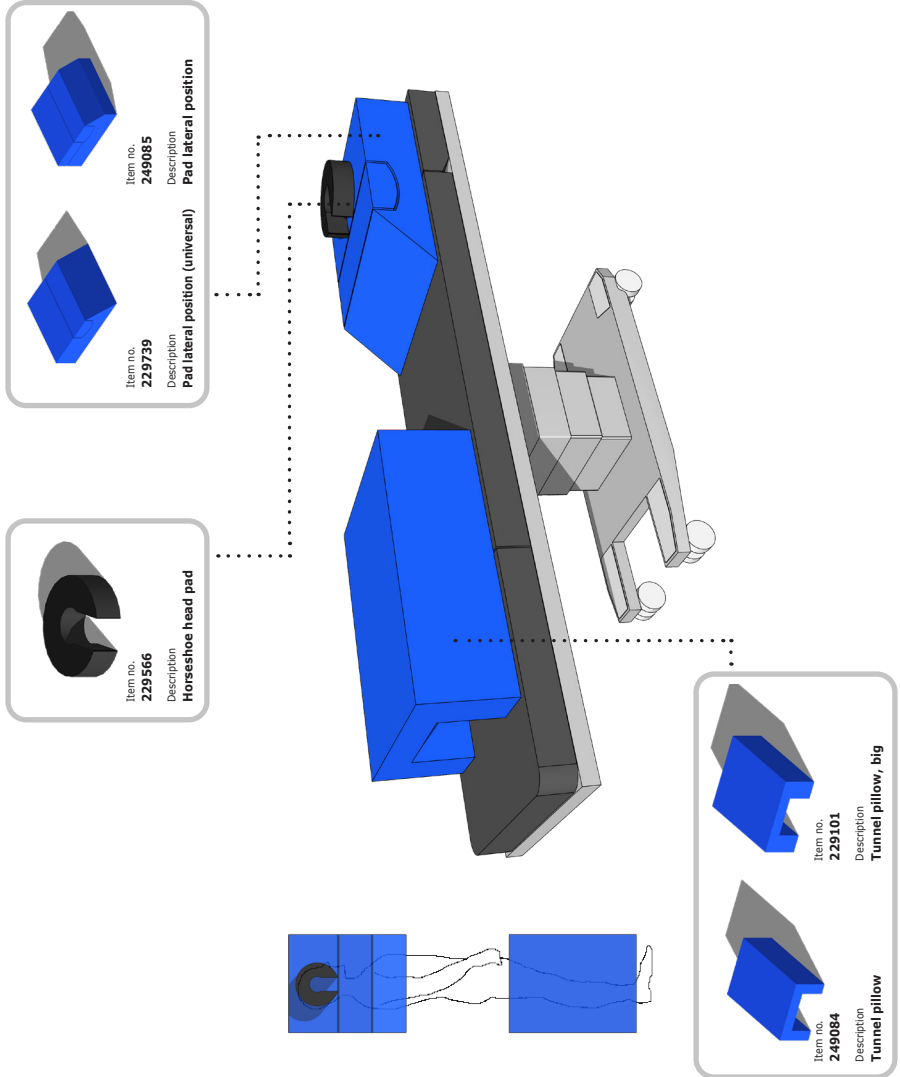 Item no.
229566
Description
Horseshoe head pad
Item no.
229739
Description
Pad lateral position (universal)
Item no.
249085
Description
Pad lateral position
Item no.
249084
Description
Tunnel pillow
Item no.
229101
Description
Tunnel pillow, big